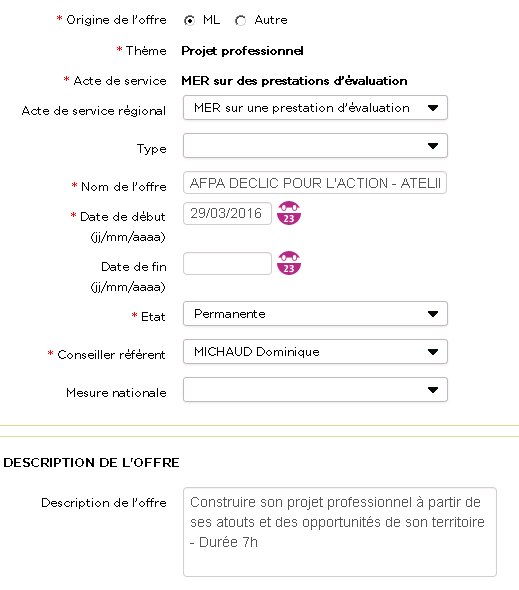 * Origine de l'offre ML Autre
* Thème Projet professionnel
* Acte de service MER sur des prestations d'évaluation
Acte de service régional MER sur une prestation d'évaluation
Type
* Nom de l'offre AFPA DECLIC POUR L'ACTION -
* Date de début 29/03/2016 23
(jj/mm/aaaa)
Date de fin 23
(jj/mm/aaaa)
* Etat Permanente
* Conseiller référent MICHAUD Dominique
Mesure nationale
DESCRIPTION DE L'OFFRE
Description de l'offre Construire son projet professionnel à partir de
ses atouts et des opportunités de son territoire
- Durée 7h